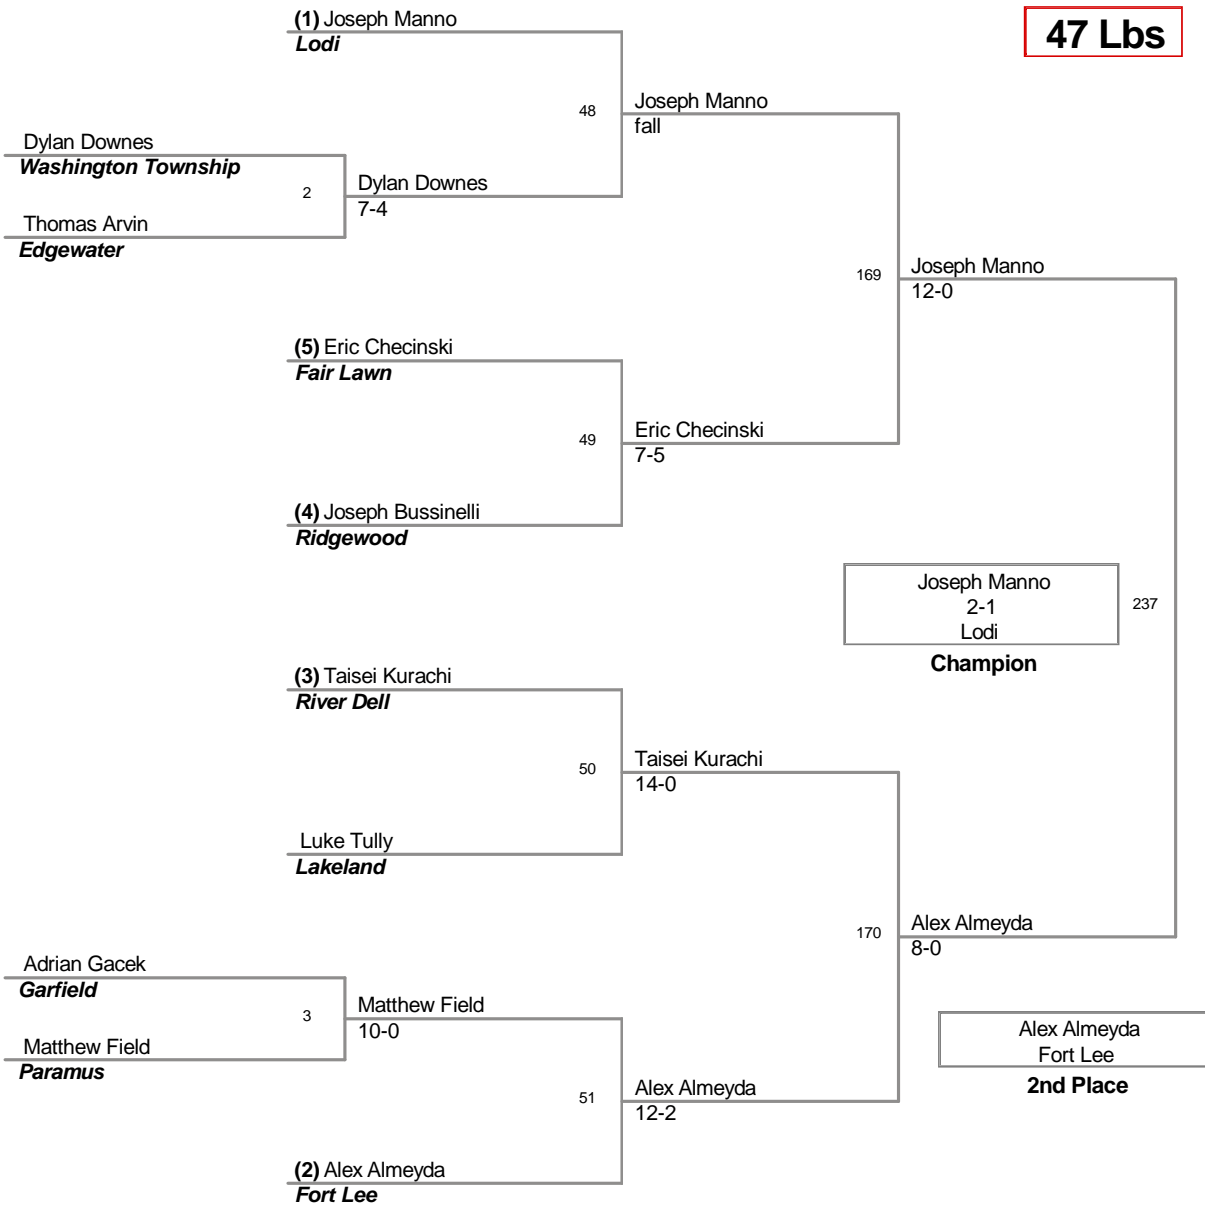 (1) Joseph Manno
Lodi
47 Lbs
48
Joseph Manno
fall
Dylan Downes
Washington Township
2
Dylan Downes
7-4
Thomas Arvin
Edgewater
169
Joseph Manno
12-0
(5) Eric Checinski
Fair Lawn
49
Eric Checinski
7-5
(4) Joseph Bussinelli
Ridgewood
Joseph Manno
2-1
Lodi
237
Champion
(3) Taisei Kurachi
River Dell
50
Taisei Kurachi
14-0
Luke Tully
Lakeland
170
Alex Almeyda
8-0
Adrian Gacek
Garfield
3
Matthew Field
10-0
Matthew Field
Paramus
Alex Almeyda
Fort Lee
2nd Place
51
Alex Almeyda
12-2
(2) Alex Almeyda
Fort Lee